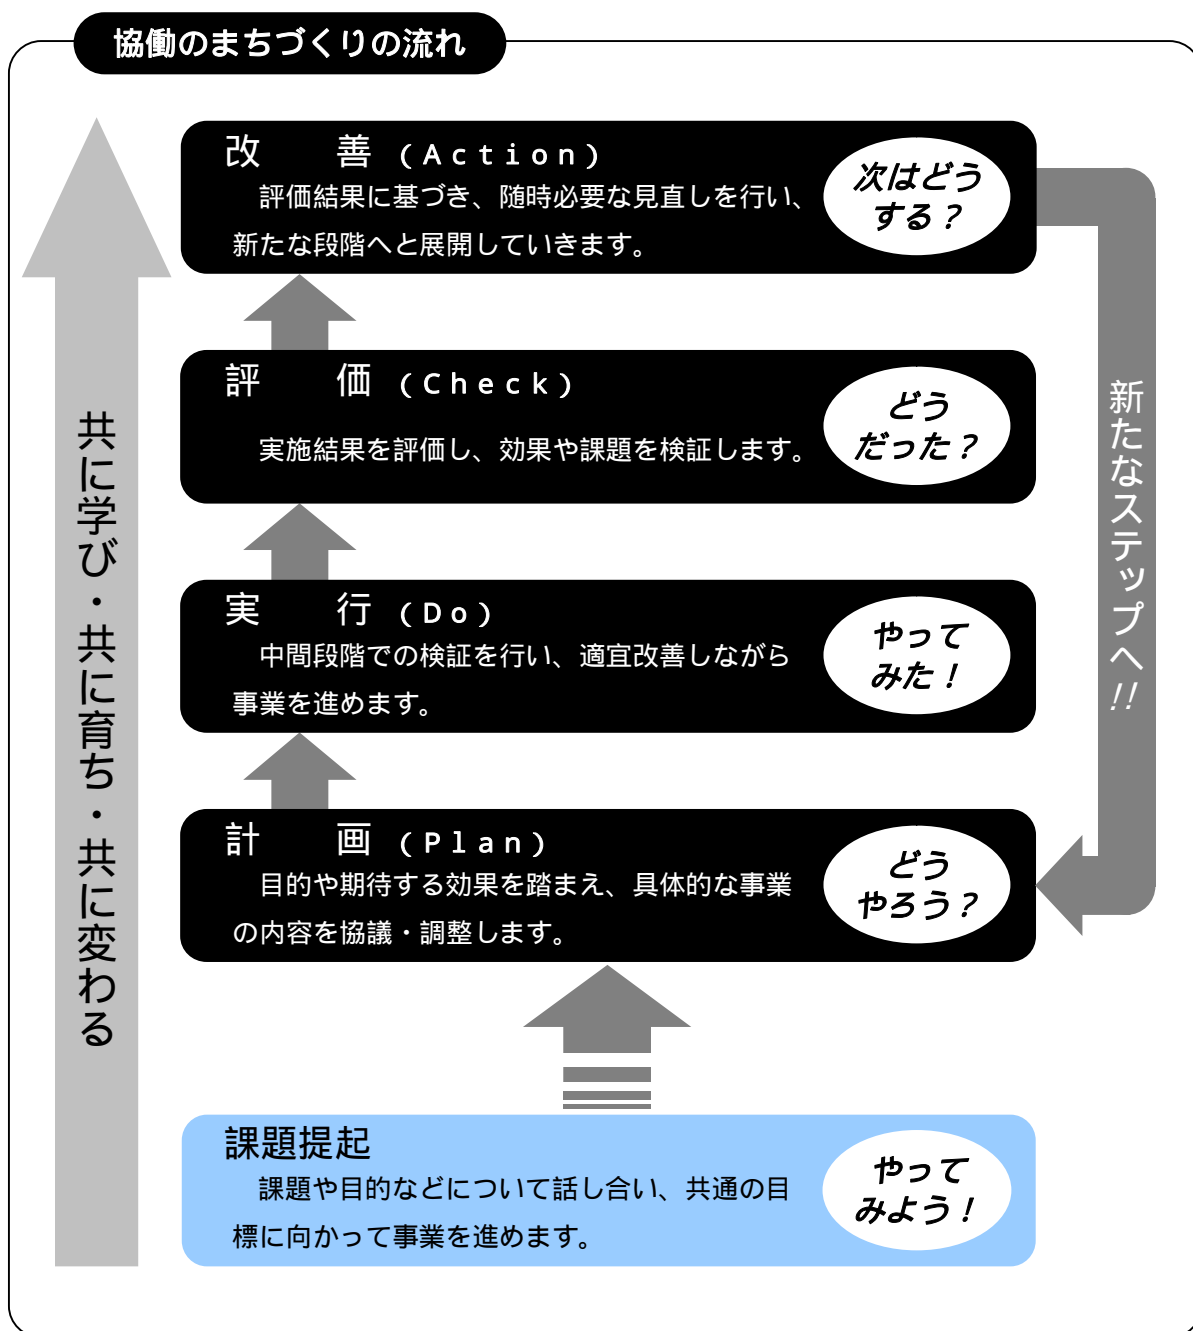 協働のまちづくりの流れ
改　　善（Action）
評価結果に基づき、随時必要な見直しを行い、
新たな段階へと展開していきます。
次はどう
する？
評　　価（Check）
実施結果を評価し、効果や課題を検証します。
どう
だった？
実　　行（Do）
中間段階での検証を行い、適宜改善しながら
事業を進めます。
やって
みた！
計　　画（Plan）
目的や期待する効果を踏まえ、具体的な事業
の内容を協議・調整します。
どう
やろう？
課題提起
課題や目的などについて話し合い、共通の目
標に向かって事業を進めます。
やって
みよう！
共に学び・共に育ち・共に変わる
新たなステップへ!!